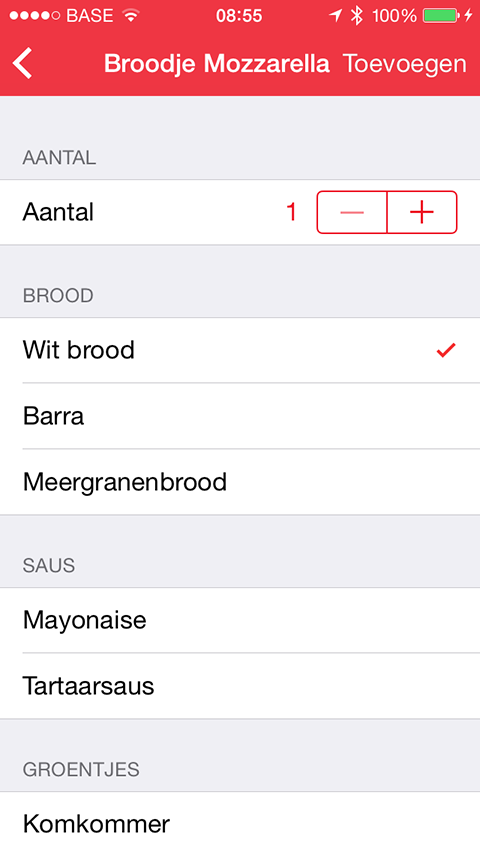 BASE 08:55 100%
Broodje Mozzarella Toevoegen
AANTAL
Aantal 1
BROOD
Wit brood
Barra
Meergranenbrood
SAUS
Mayonaise
Tartaarsaus
GROENTJES
Komkommer